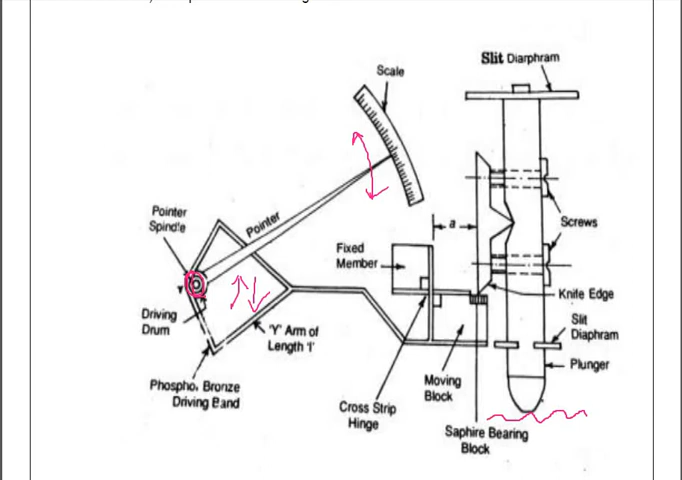 Slit Diarphram
Scale
Pointer
Spindle
Pointer
a
Screws
Fixed
Member
Knife Edge
Driving
Drum
'Y' Arm of
Length 'l'
Slit
Diaphram
Plunger
Phospho, Bronze
Driving Band
Moving
Block
Cross Strip
Hinge
Saphire Bearing
Block